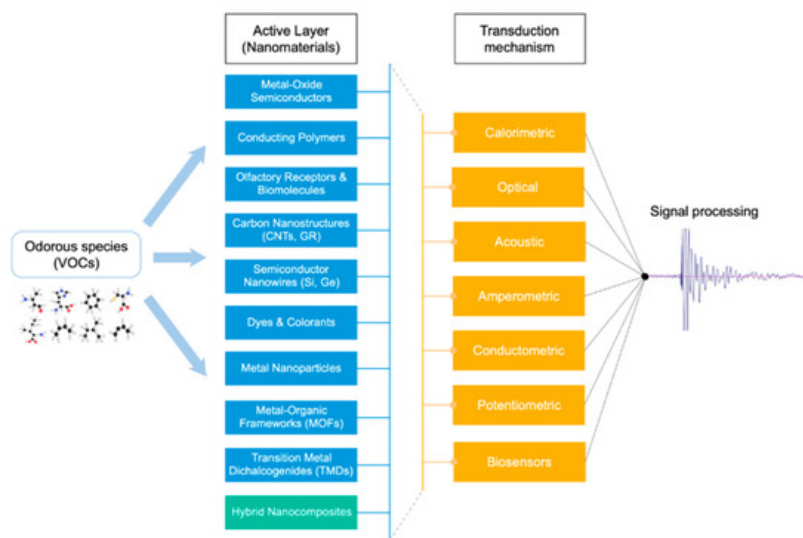 Active Layer
(Nanomaterials)
Transduction
mechanism
Metal-Oxide
Semiconductors
Conducting Polymers
Olfactory Receptors &
Biomolecules
Carbon Nanostructures
(CNTs, GR)
Semiconductor
Nanowires (Si, Ge)
Dyes & Colorants
Metal Nanoparticles
Metal-Organic
Frameworks (MOFs)
Transition Metal
Dichalcogenides (TMDs)
Hybrid Nanocomposites
Odorous species
(VOCs)
Calorimetric
Optical
Acoustic
Amperometric
Conductometric
Potentiometric
Biosensors
Signal processing